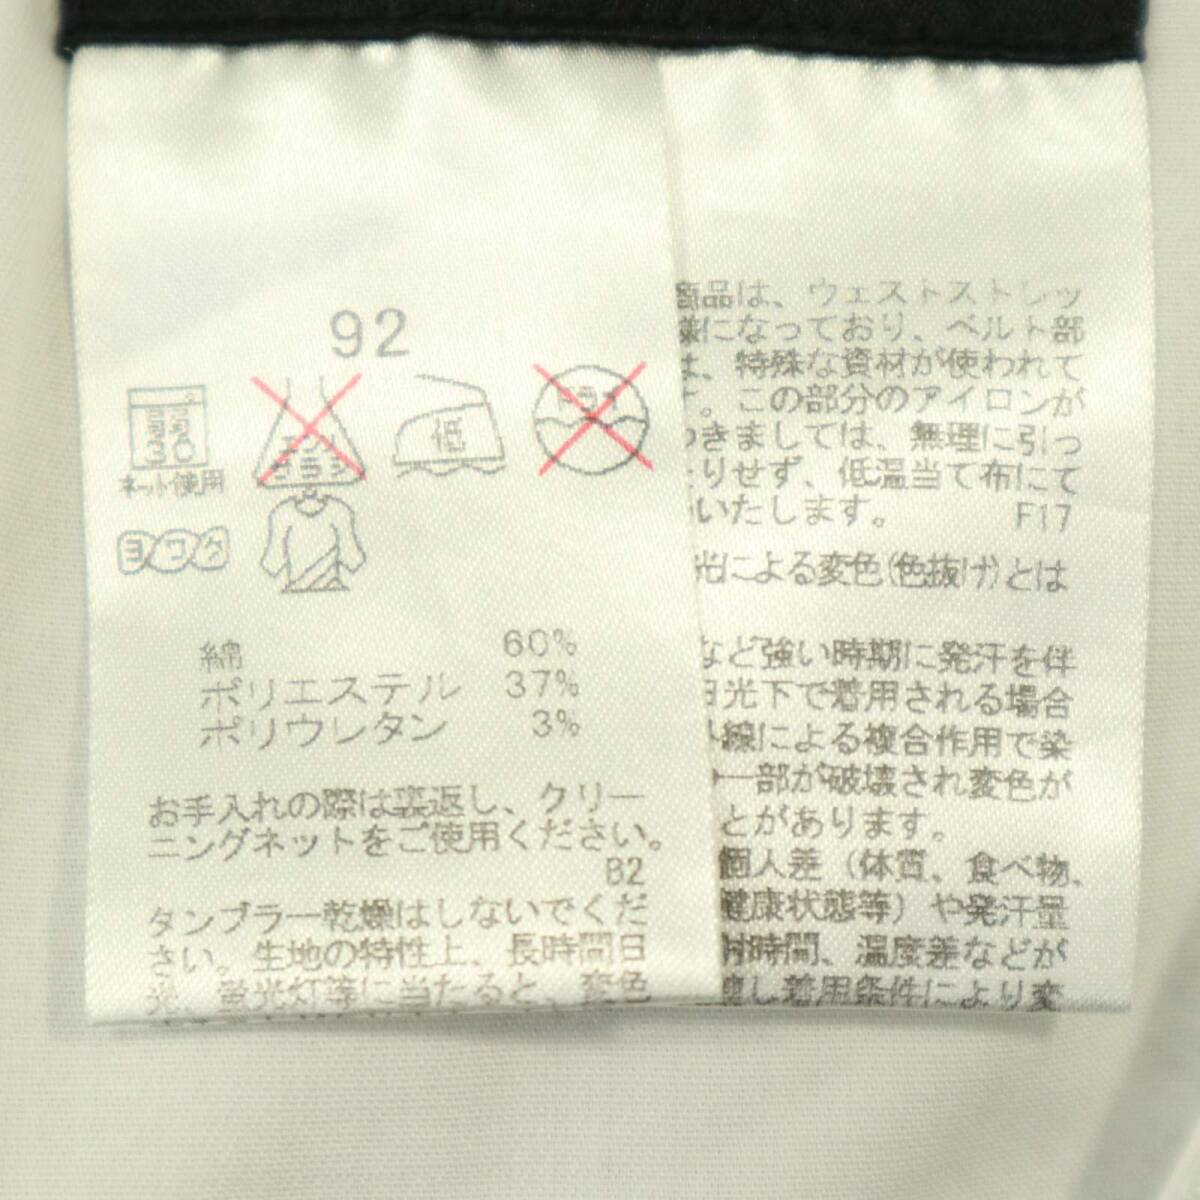 92
弱
30
ネット使用
エンソ
サラシ
低
ドライ
ヨワク
綿 60%
ポリエステル 37%
ポリウレタン 3%
お手入れの際は裏返し、クリー
ニングネットをご使用ください。
B2
タンブラー乾燥はしないでくだ
さい。生地の特性上、長時間日
光、蛍光灯等に当たると、変色
商品は、ウェストストレッ
様になっており、ベルト部
は、特殊な資材が使われて
す。この部分のアイロンが
つきましては、無理に引っ
たりせず、低温当て布にて
いいたします。 F17
光による変色(色抜け)とは
など強い時期に発汗を伴
日光下で着用される場合
外線による複合作用で染
の一部が破壊され変色が
とがあります。
個人差（体質、食べ物、
健康状態等）や発汗量
射時間、温度差などが
し着用条件により変